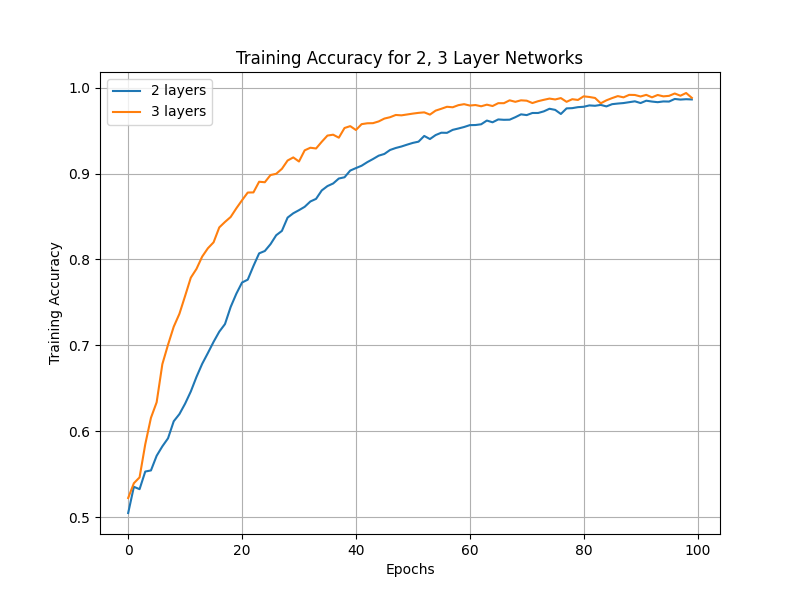 Training Accuracy for 2, 3 Layer Networks
2 layers
3 layers
Training Accuracy
1.0
0.9
0.8
0.7
0.6
0.5
0 20 40 60 80 100
Epochs